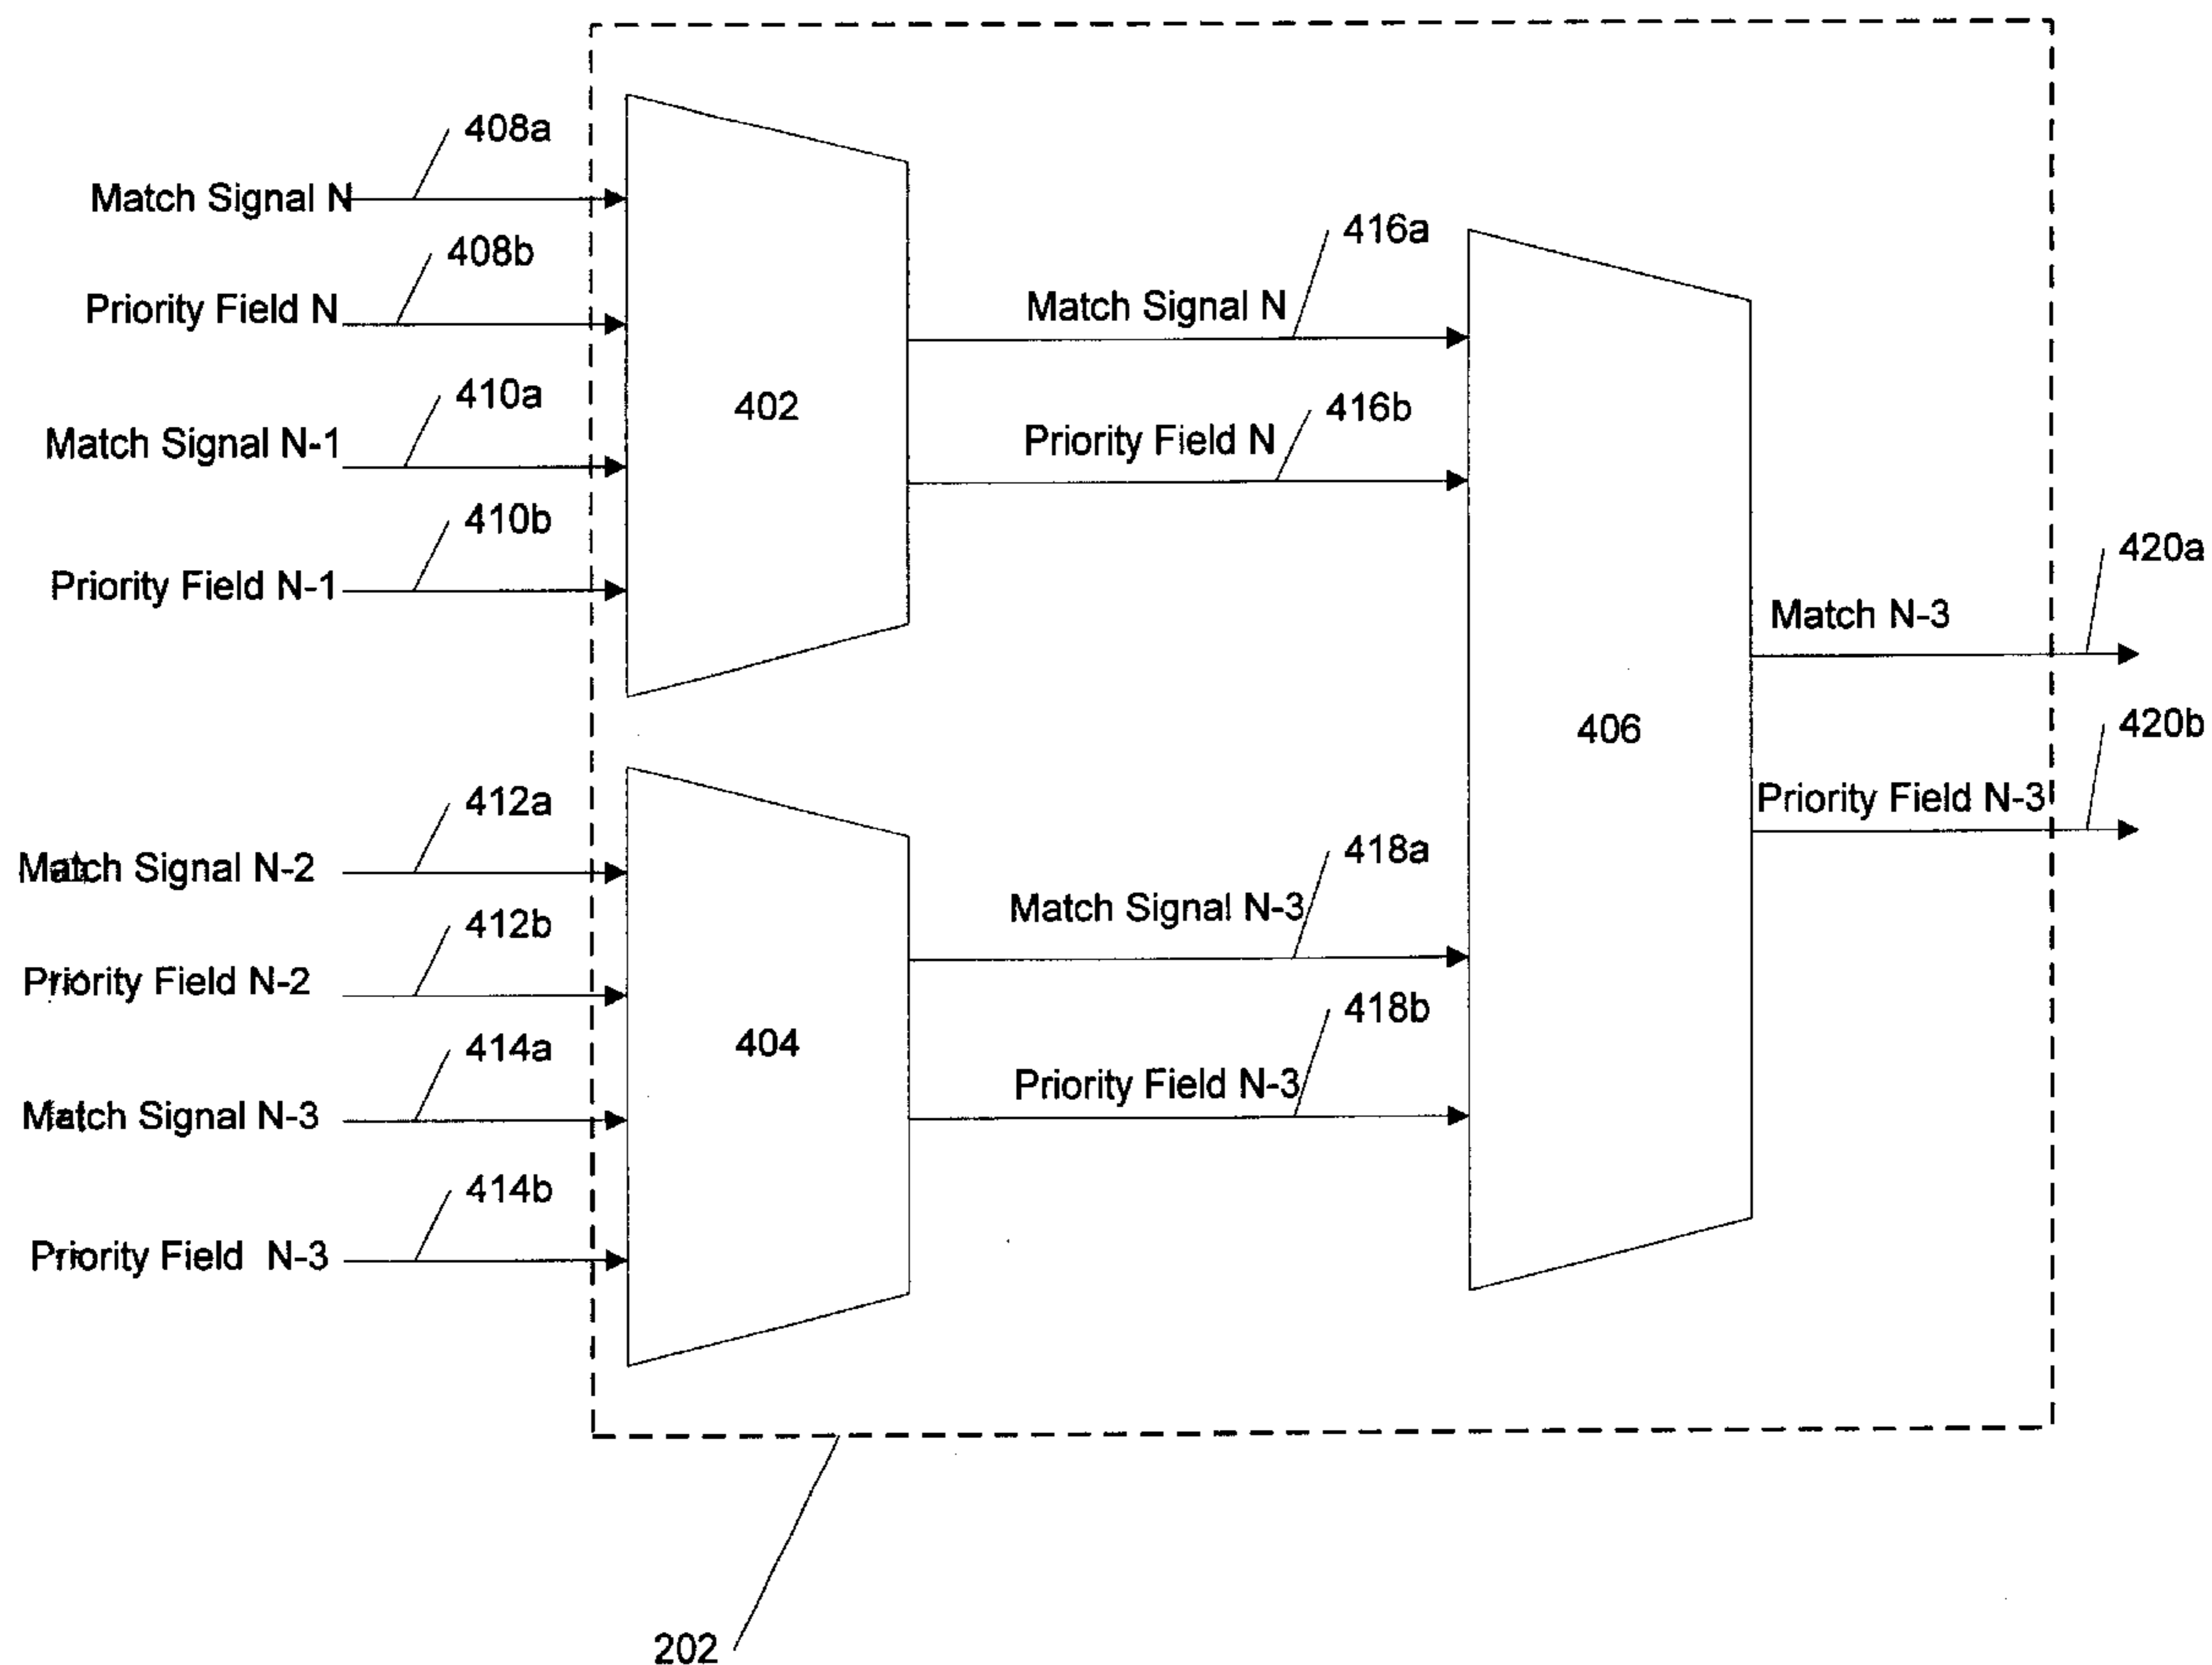 408a
Match Signal N
408b
Priority Field N
410a
Match Signal N-1
410b
Priority Field N-1
402
416a
Match Signal N
416b
Priority Field N
412a
Match Signal N-2
412b
Priority Field N-2
414a
Match Signal N-3
414b
Priority Field N-3
404
418a
Match Signal N-3
418b
Priority Field N-3
406
420a
Match N-3
420b
Priority Field N-3
202